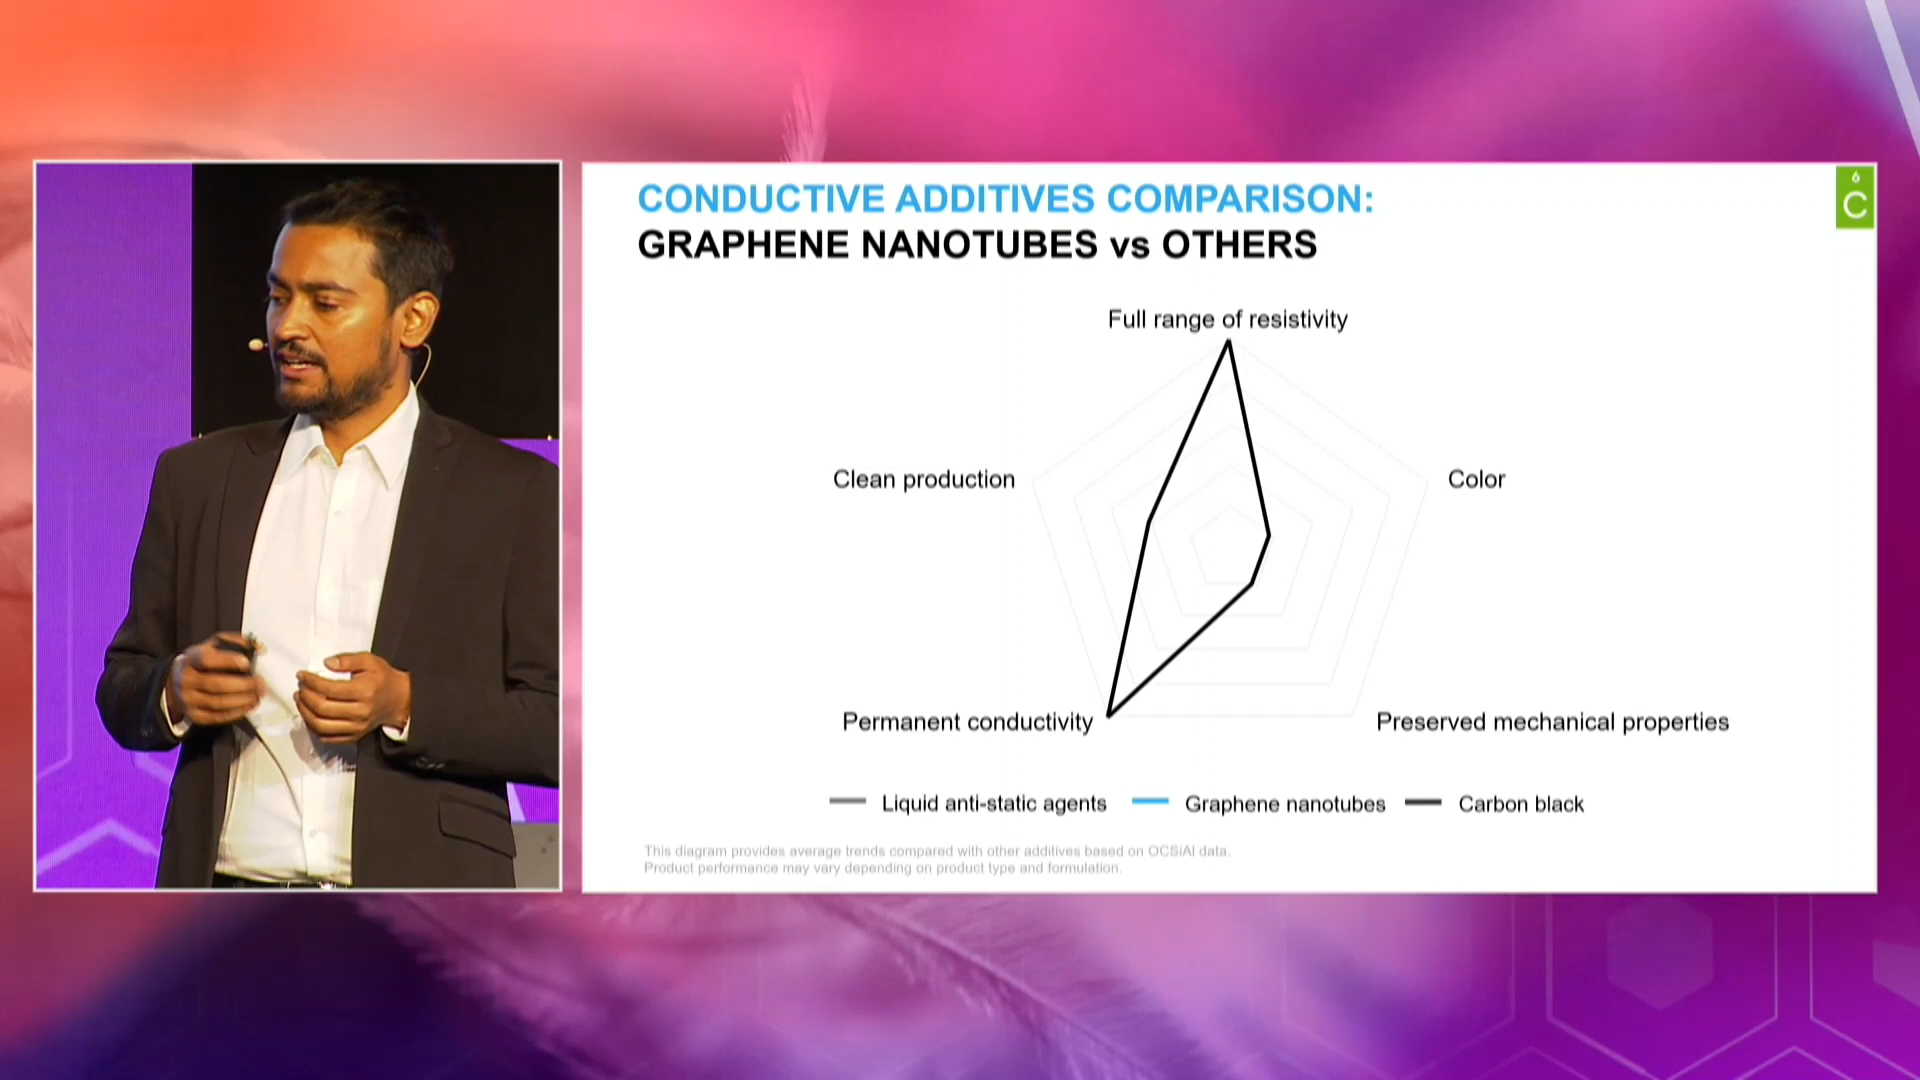 CONDUCTIVE ADDITIVES COMPARISON:
GRAPHENE NANOTUBES vs OTHERS
6
C
Full range of resistivity
Clean production
Color
Permanent conductivity
Preserved mechanical properties
Liquid anti-static agents
Graphene nanotubes
Carbon black
This diagram provides average trends compared with other additives based on OCSiAl data.
Product performance may vary depending on product type and formulation.